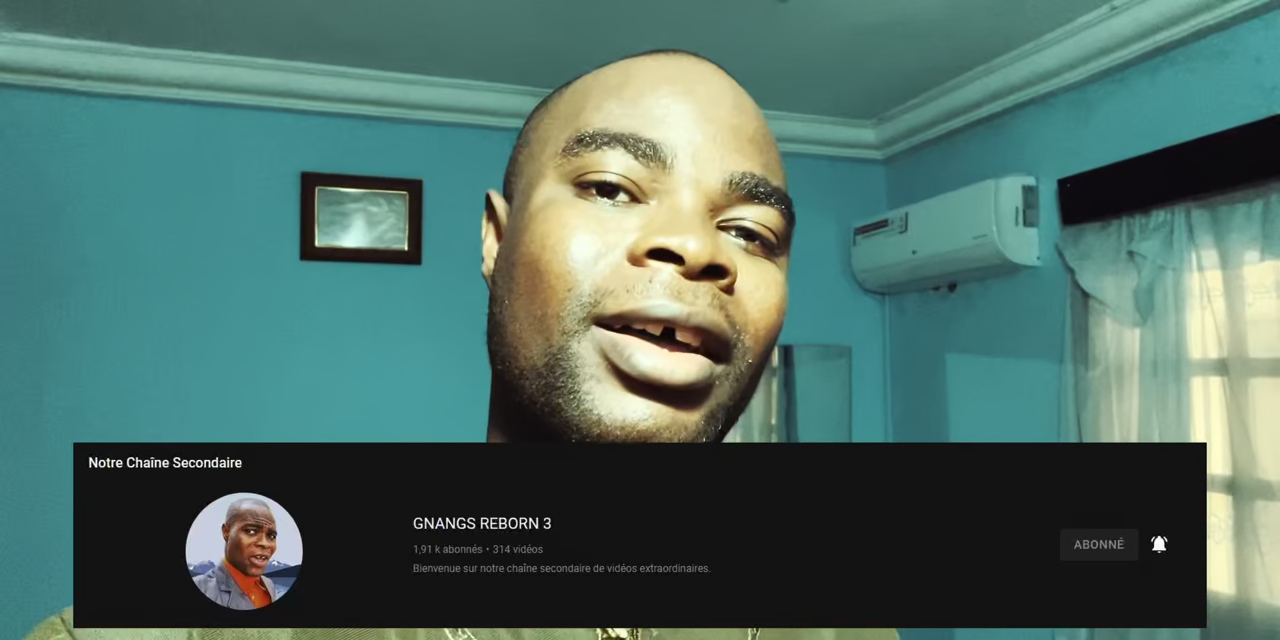 Notre Chaîne Secondaire
GNANGS REBORN 3
1,91 k abonnés • 314 vidéos
ABONNÉ
Bienvenue sur notre chaîne secondaire de vidéos extraordinaires.